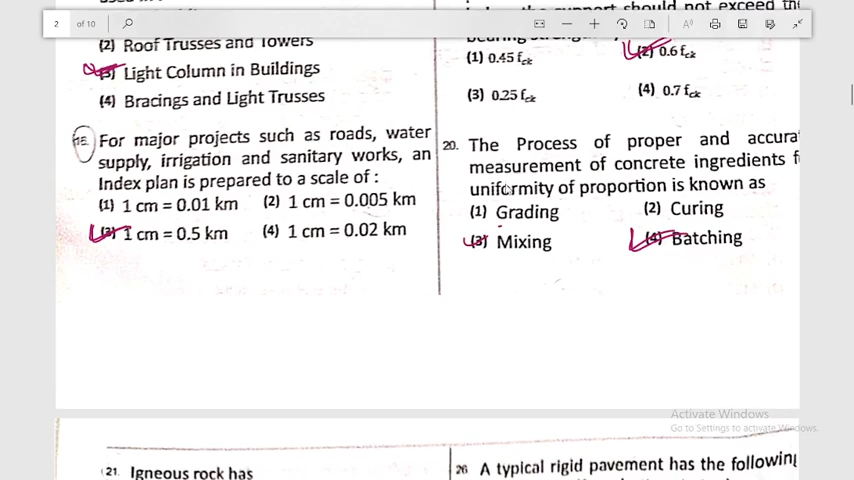 2 of 10
(2) Roof Trusses and Towers
(3) Light Column in Buildings
(4) Bracings and Light Trusses
For major projects such as roads, water
supply, irrigation and sanitary works, an
Index plan is prepared to a scale of :
(1) 1 cm = 0.01 km (2) 1 cm = 0.005 km
(3) 1 cm = 0.5 km (4) 1 cm = 0.02 km
support should not exceed
(1) 0.45 fck (2) 0.6 fck
(3) 0.25 fck (4) 0.7 fck
20. The Process of proper and
measurement of concrete ingredients
uniformity of proportion is known as
(1) Grading (2) Curing
(3) Mixing (4) Batching
Activate Windows
Go to Settings to activate Windows.
21. Igneous rock has
26 A typical rigid pavement has the